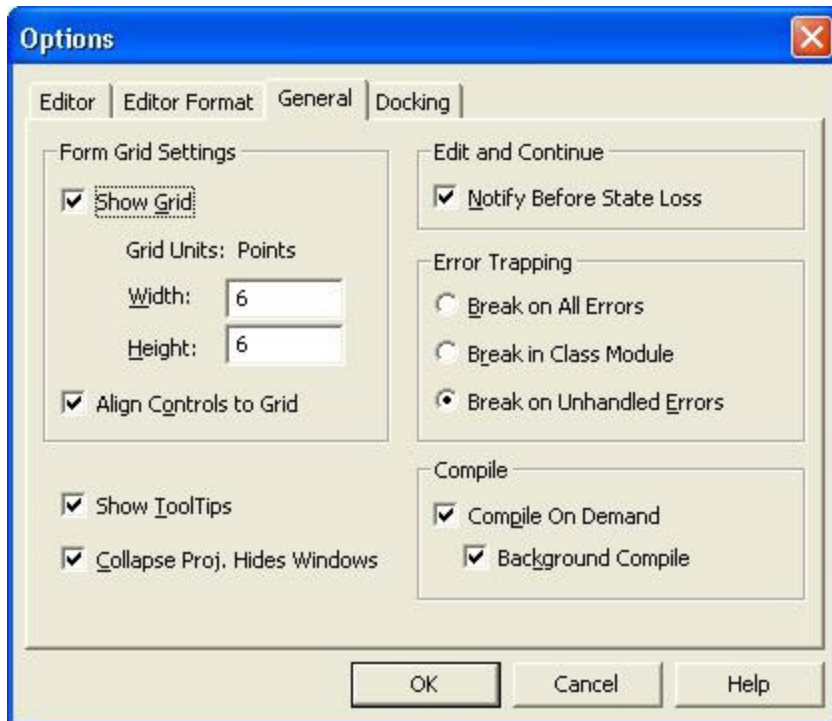 Options
Editor
Editor Format
General
Docking
Form Grid Settings
Show Grid
Grid Units: Points
Width: 6
Height: 6
Align Controls to Grid
Show ToolTips
Collapse Proj. Hides Windows
Edit and Continue
Notify Before State Loss
Error Trapping
Break on All Errors
Break in Class Module
Break on Unhandled Errors
Compile
Compile On Demand
Background Compile
OK
Cancel
Help